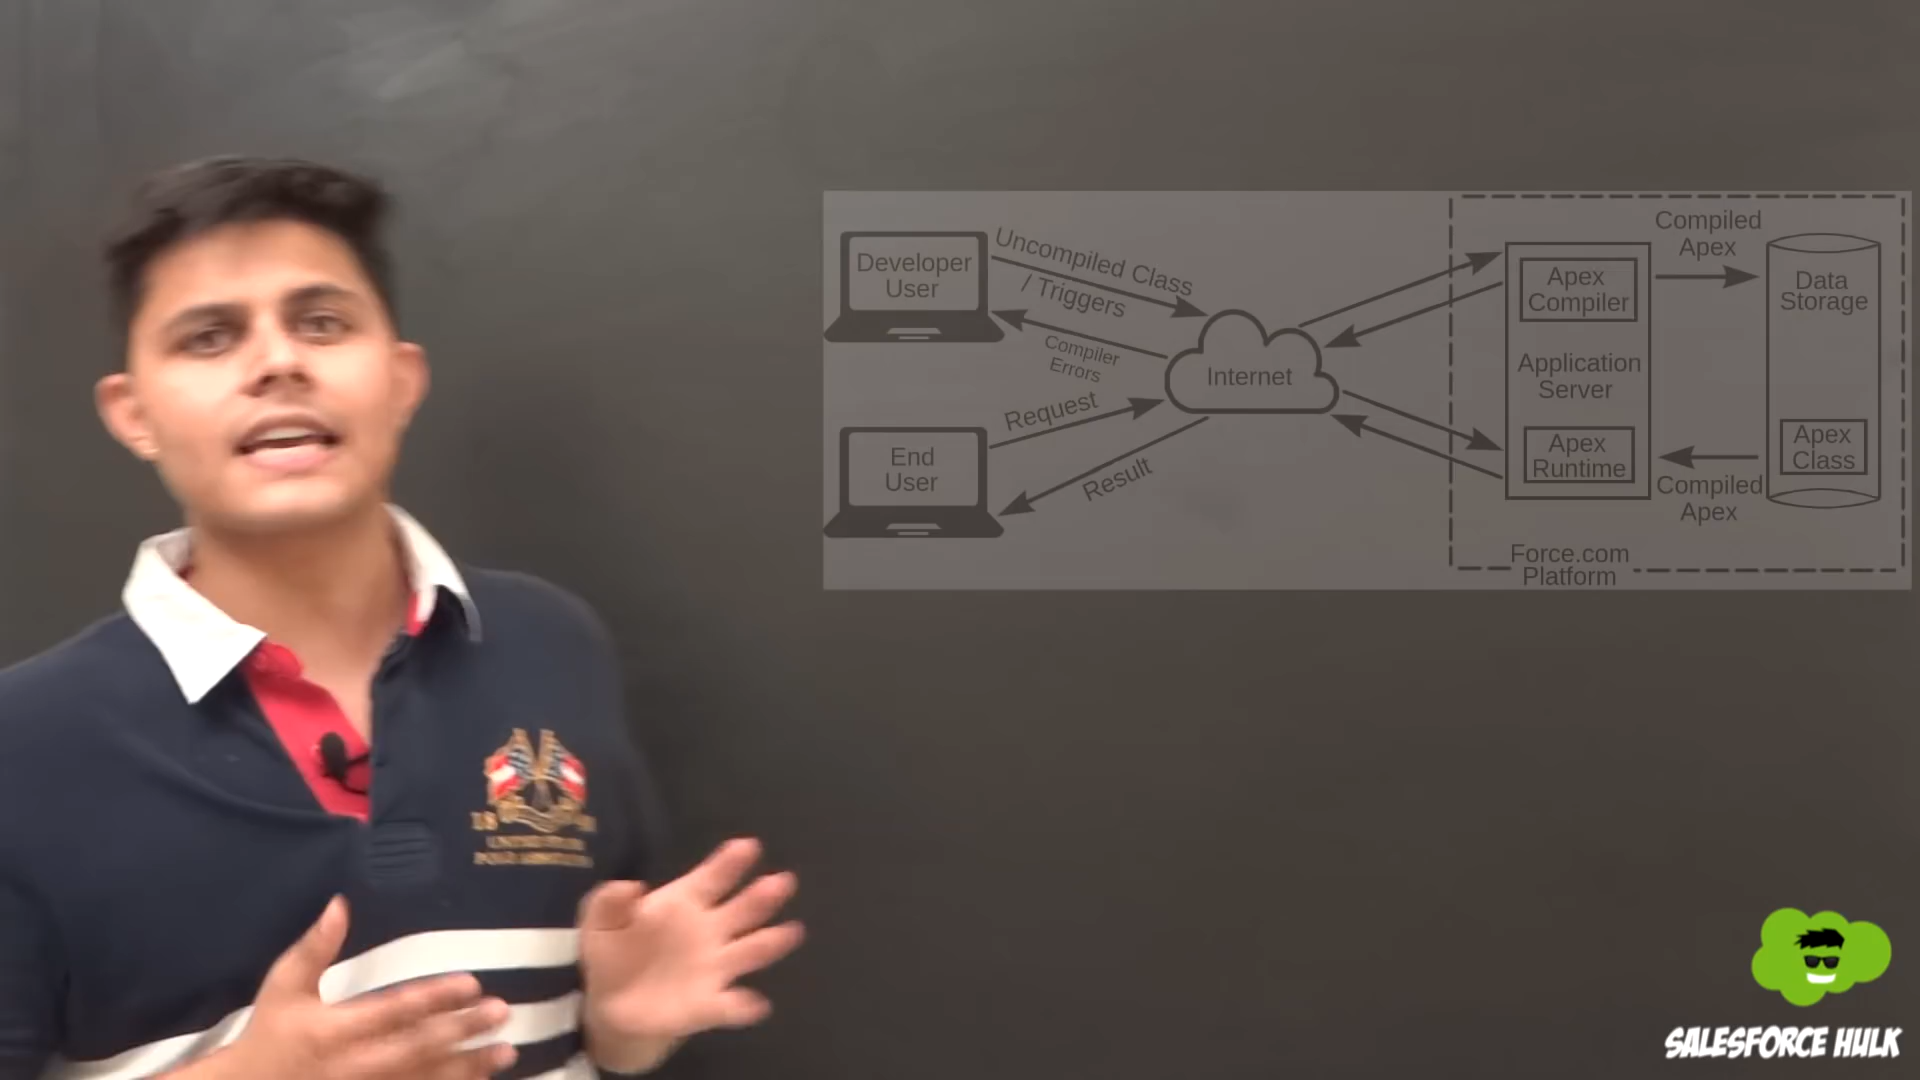 Developer
User
Uncompiled Class
/ Triggers
Compiler
Errors
Internet
End
User
Request
Result
Apex
Compiler
Application
Server
Apex
Runtime
Compiled
Apex
Data
Storage
Apex
Class
Compiled
Apex
Force.com
Platform
SALESFORCE HULK